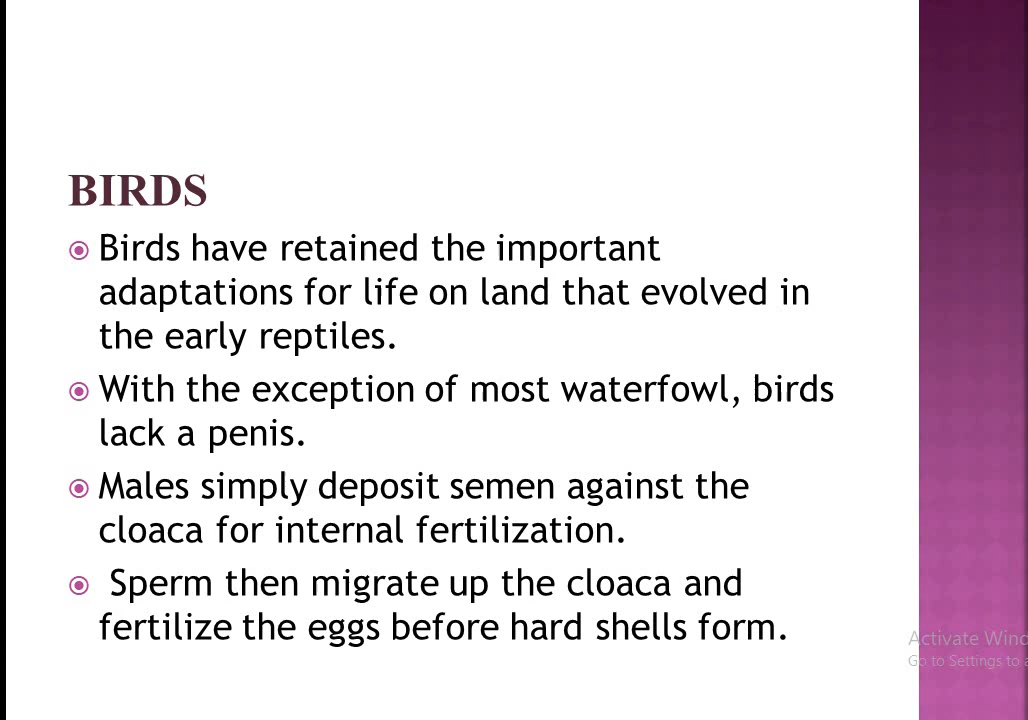 BIRDS
Birds have retained the important
adaptations for life on land that evolved in
the early reptiles.
With the exception of most waterfowl, birds
lack a penis.
Males simply deposit semen against the
cloaca for internal fertilization.
Sperm then migrate up the cloaca and
fertilize the eggs before hard shells form.
Activate Wind
Go to Settings to a